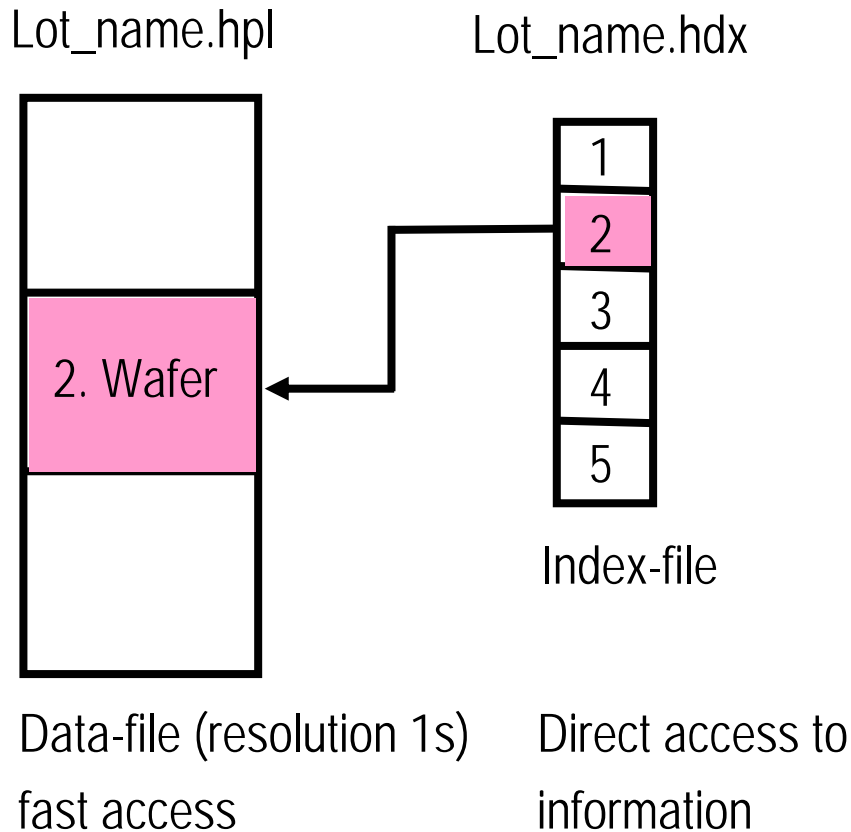 Lot_name.hpl
Lot_name.hdx
1
2
3
4
5
2. Wafer
Index-file
Data-file (resolution 1s)
fast access
Direct access to
information